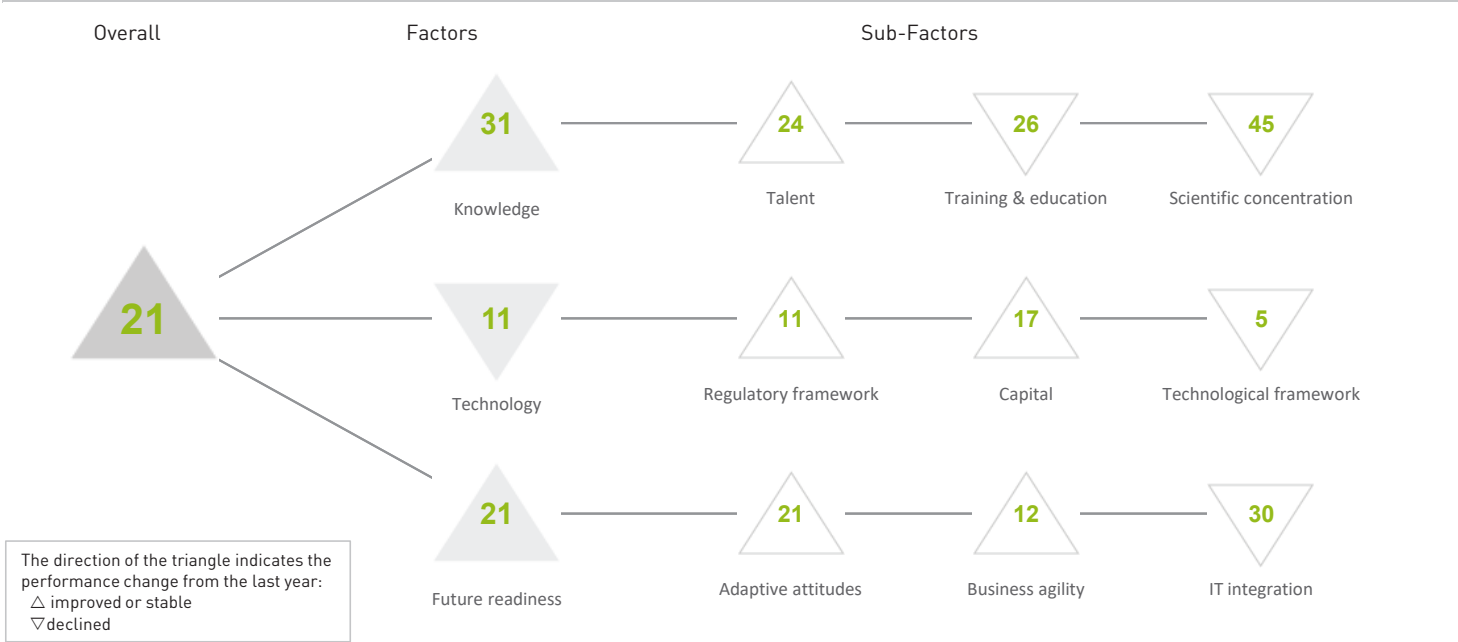 Overall
Factors
Sub-Factors
31
24
26
45
Knowledge
Talent
Training & education
Scientific concentration
21
11
11
17
5
Technology
Regulatory framework
Capital
Technological framework
21
21
12
30
Future readiness
Adaptive attitudes
Business agility
IT integration
The direction of the triangle indicates the
performance change from the last year:
△ improved or stable
▽ declined